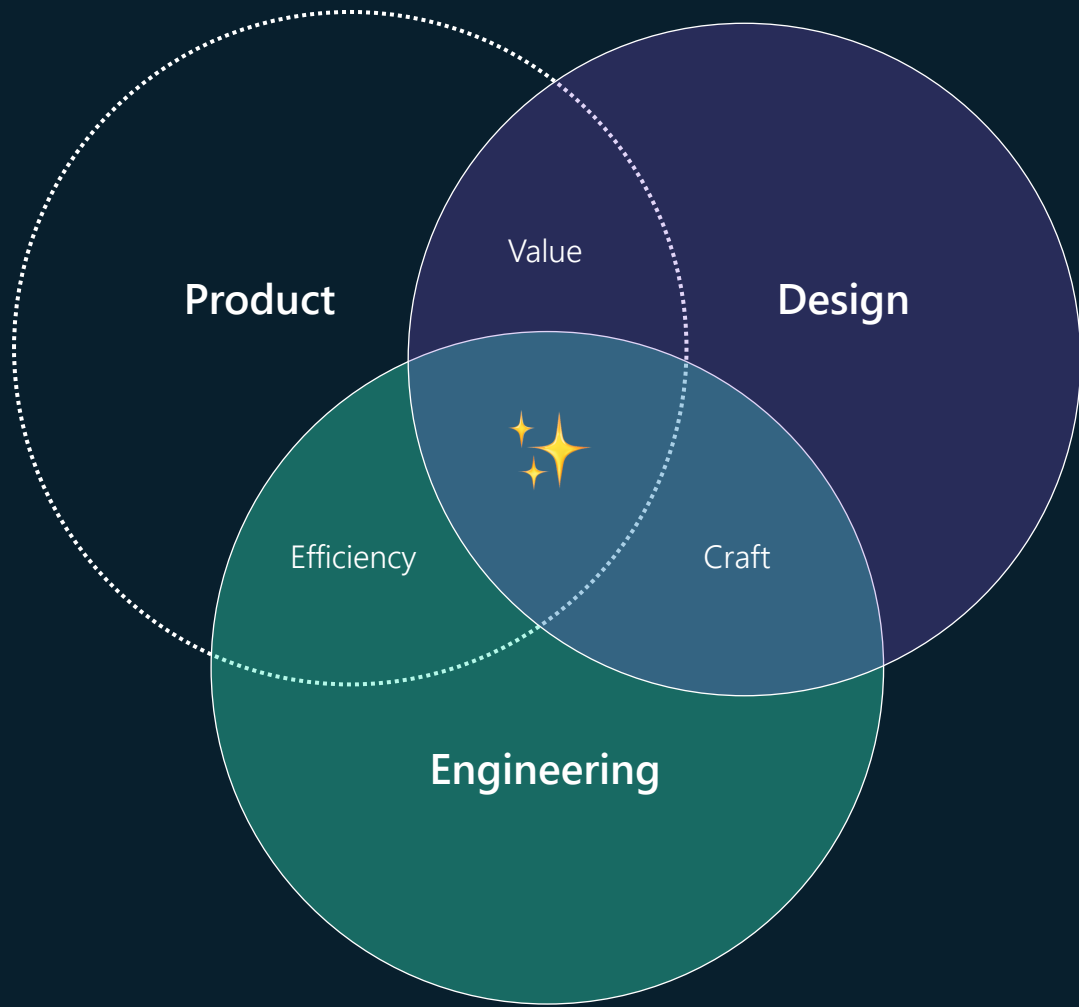 Value
Product
Design
Efficiency
Craft
Engineering